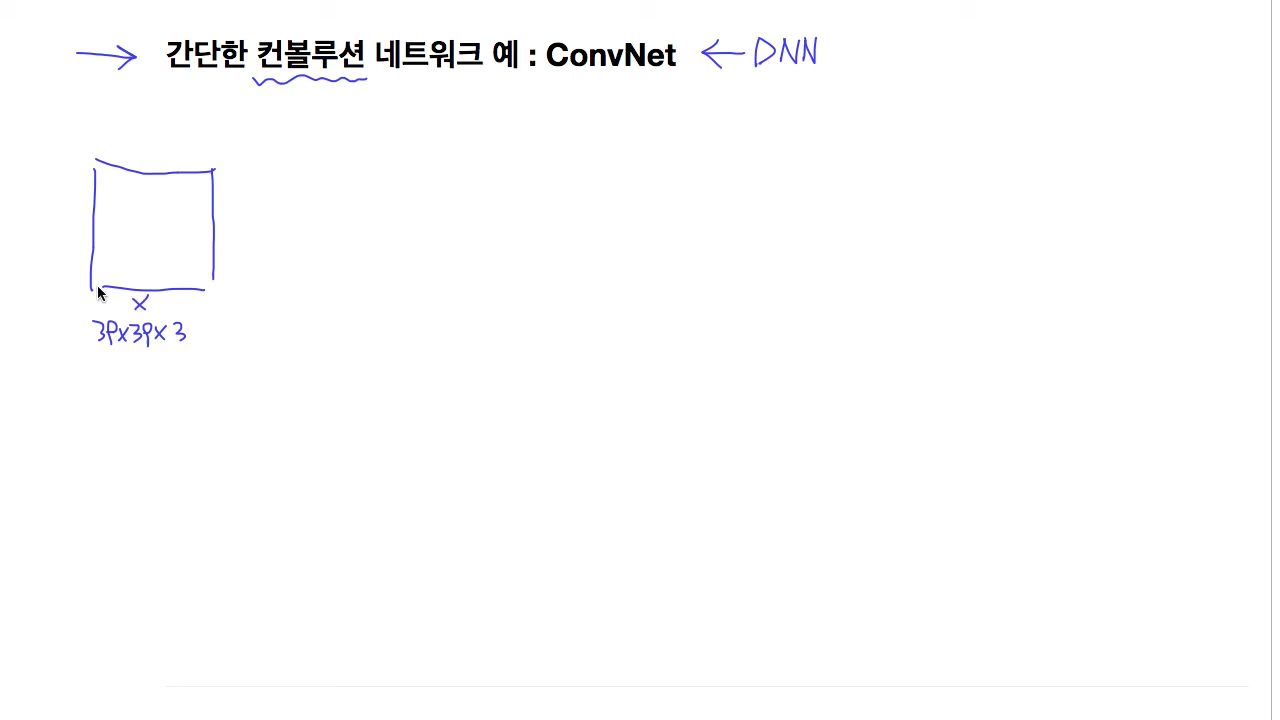 → 간단한 컨볼루션 네트워크 예 : ConvNet ← DNN
x
39x39x3